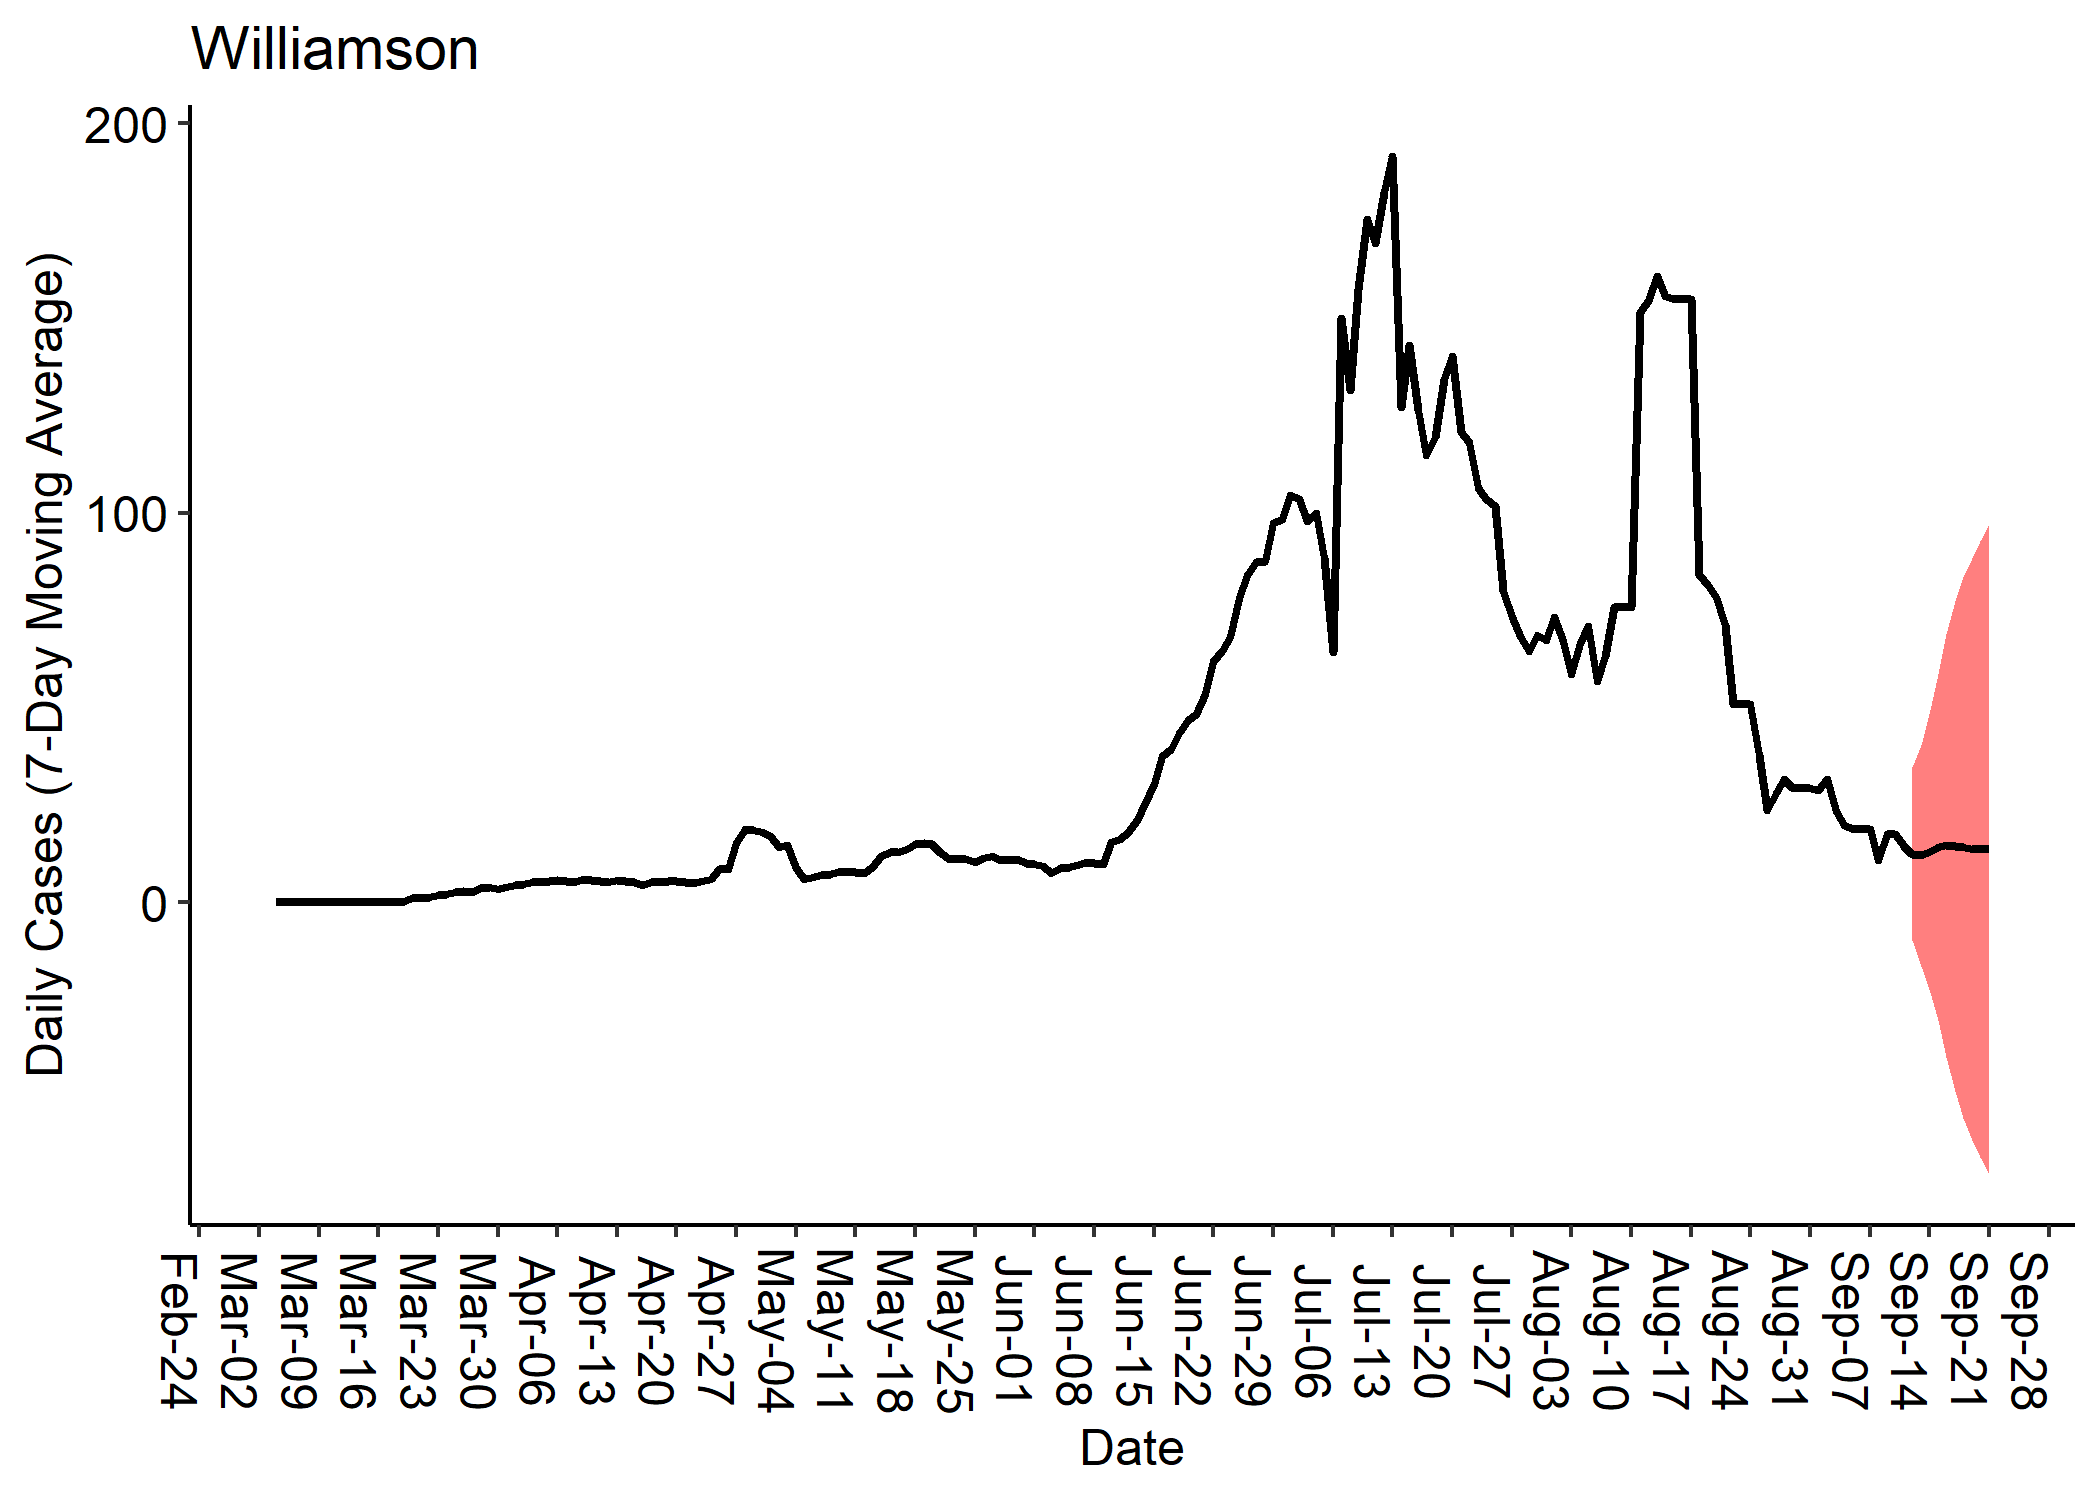 Williamson
Daily Cases (7-Day Moving Average)
200
100
0
Feb-24
Mar-02
Mar-09
Mar-16
Mar-23
Mar-30
Apr-06
Apr-13
Apr-20
Apr-27
May-04
May-11
May-18
May-25
Jun-01
Jun-08
Jun-15
Jun-22
Jun-29
Jul-06
Jul-13
Jul-20
Jul-27
Aug-03
Aug-10
Aug-17
Aug-24
Aug-31
Sep-07
Sep-14
Sep-21
Sep-28
Date